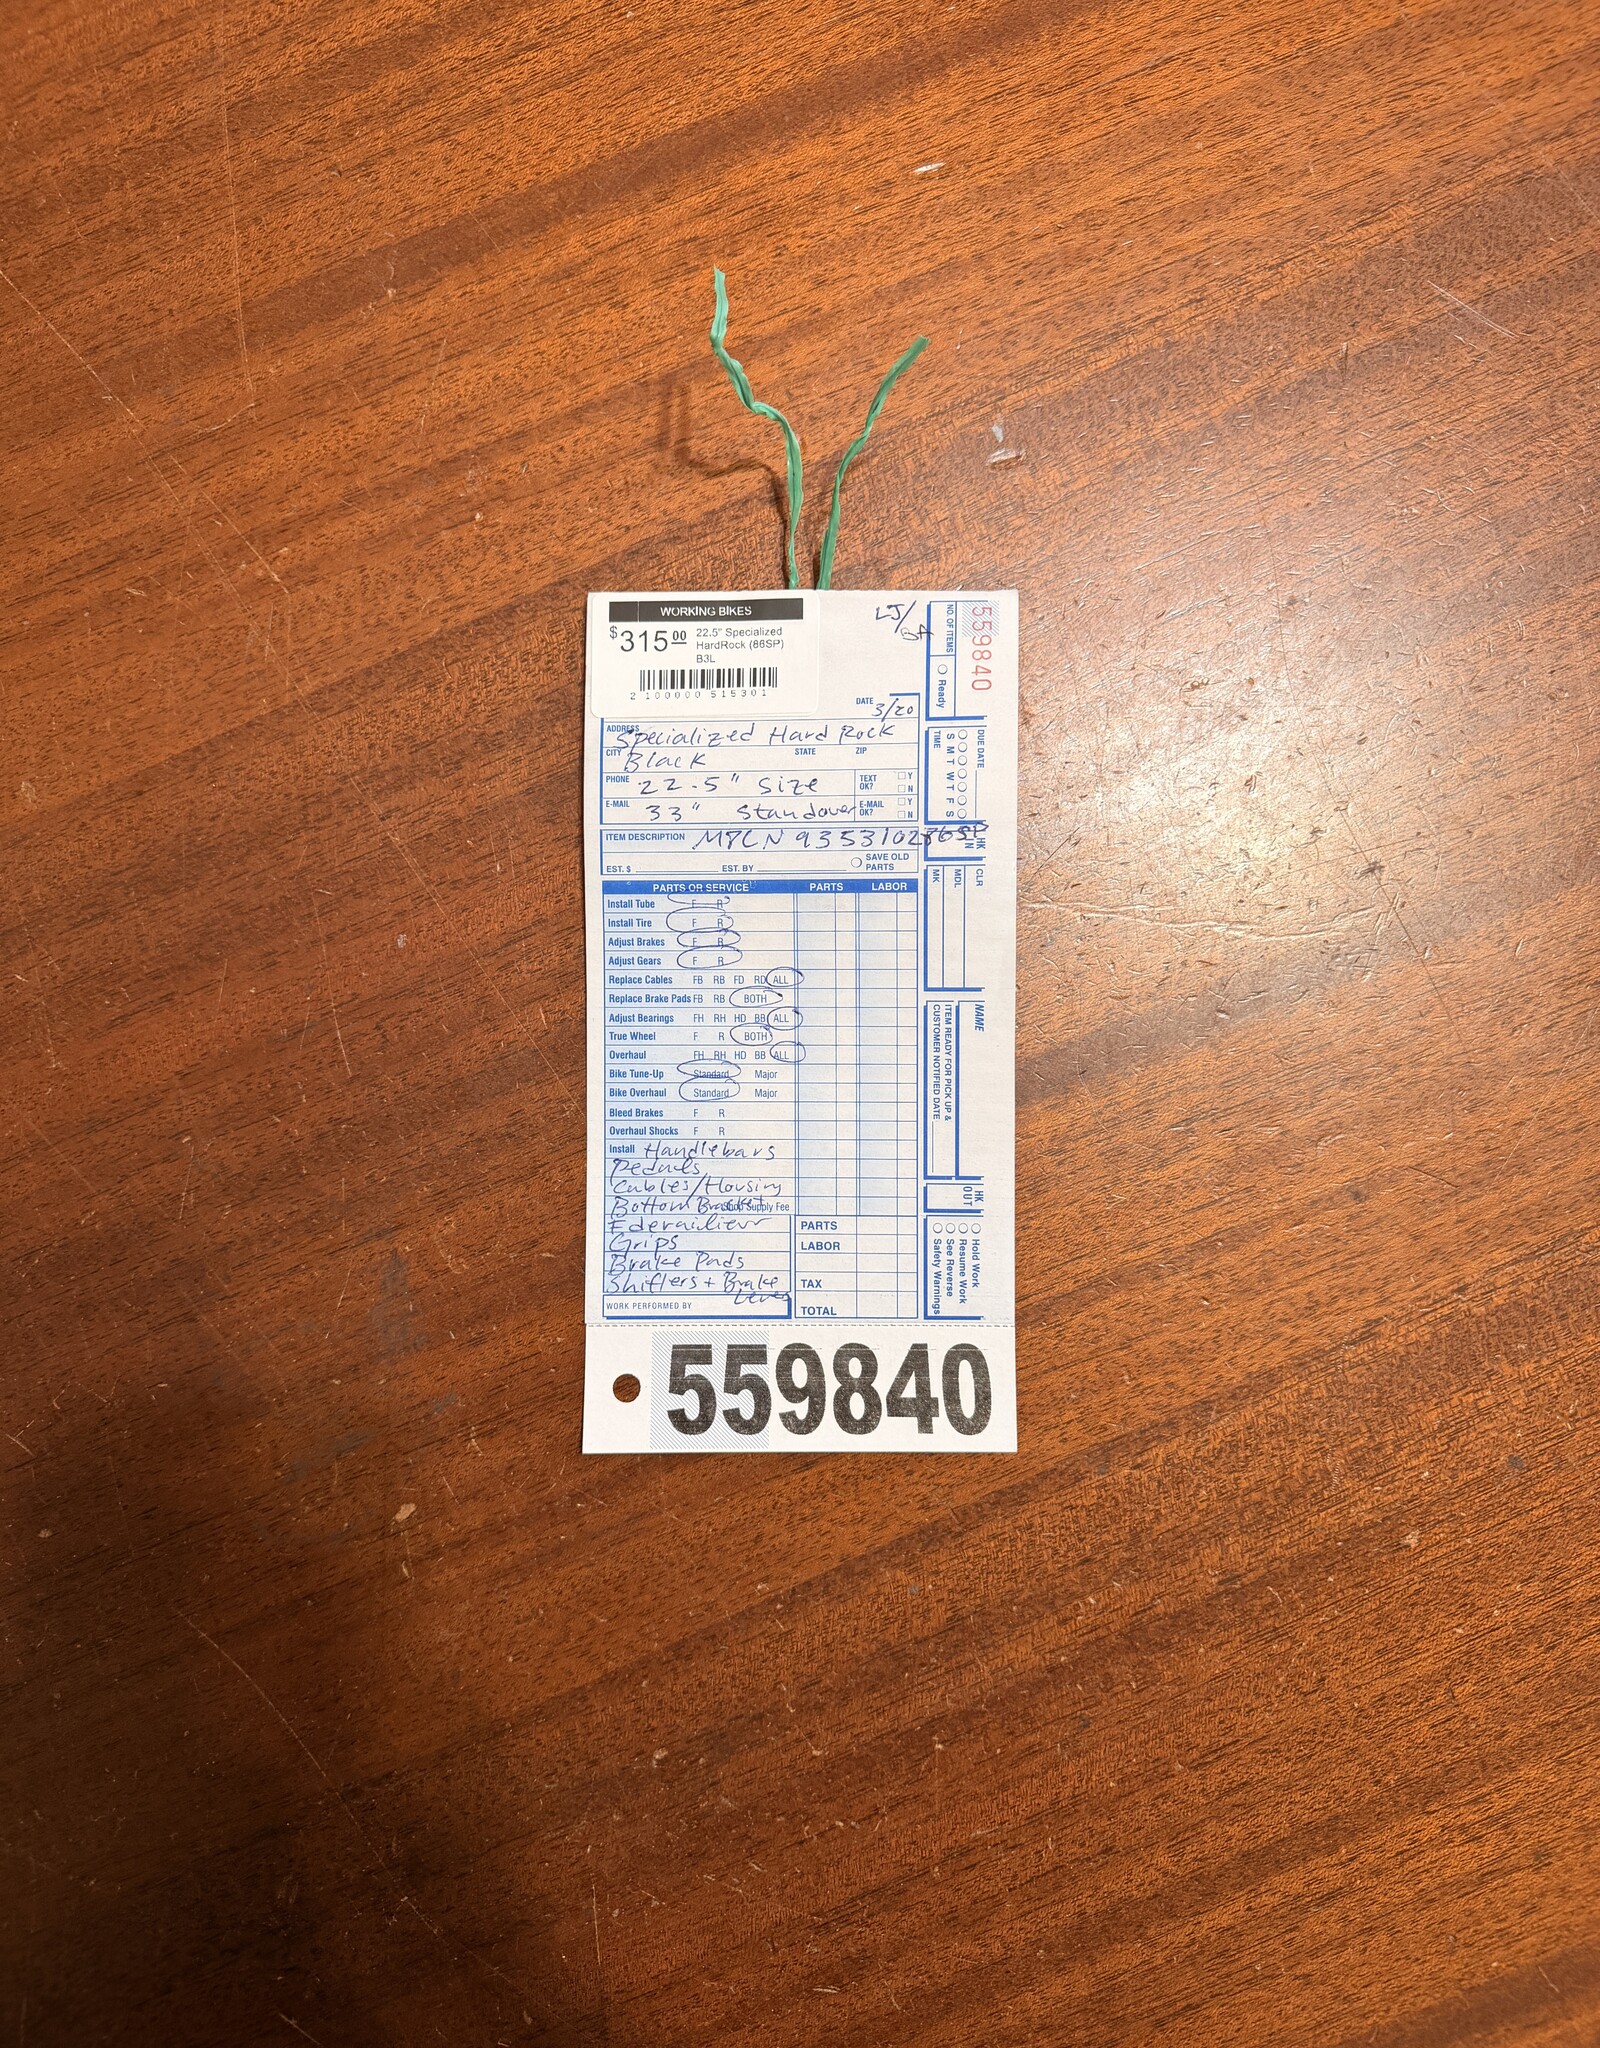 WORKING BIKES
$315.00 22.5" Specialized
HardRock (86SP)
B3L
2 100000 515301
LJ/
DATE 3/20
ADDRESS Specialized Hard Rock
CITY Black STATE ZIP
PHONE 22.5" Size TEXT OK? Y N
E-MAIL 33" Standover E-MAIL OK? Y N
ITEM DESCRIPTION
EST. $ EST. BY SAVE OLD PARTS
PARTS OR SERVICE PARTS LABOR
Install Tube F R
Install Tire F R
Adjust Brakes F R
Adjust Gears F R
Replace Cables FB RB FD RD ALL
Replace Brake Pads FB RB BOTH
Adjust Bearings FH RH HD BB ALL
True Wheel F R BOTH
Overhaul FH RH HD BB ALL
Bike Tune-Up Standard Major
Bike Overhaul Standard Major
Bleed Brakes F R
Overhaul Shocks F R
Install Handlebars
Pedals
Cables/Housing
Bottom Bracket Shop Supply Fee
F derailieur
Grips
Brake Pads
Shifters + Brake
Lever
WORK PERFORMED BY
PARTS
LABOR
TAX
TOTAL
559840
NO. OF ITEMS
Ready
DUE DATE
S M T W T F S
TIME
HK IN
CLR
MDL
MK
NAME
ITEM READY FOR PICK UP &
CUSTOMER NOTIFIED DATE
HK OUT
Hold Work
Resume Work
See Reverse
Safety Warnings
559840